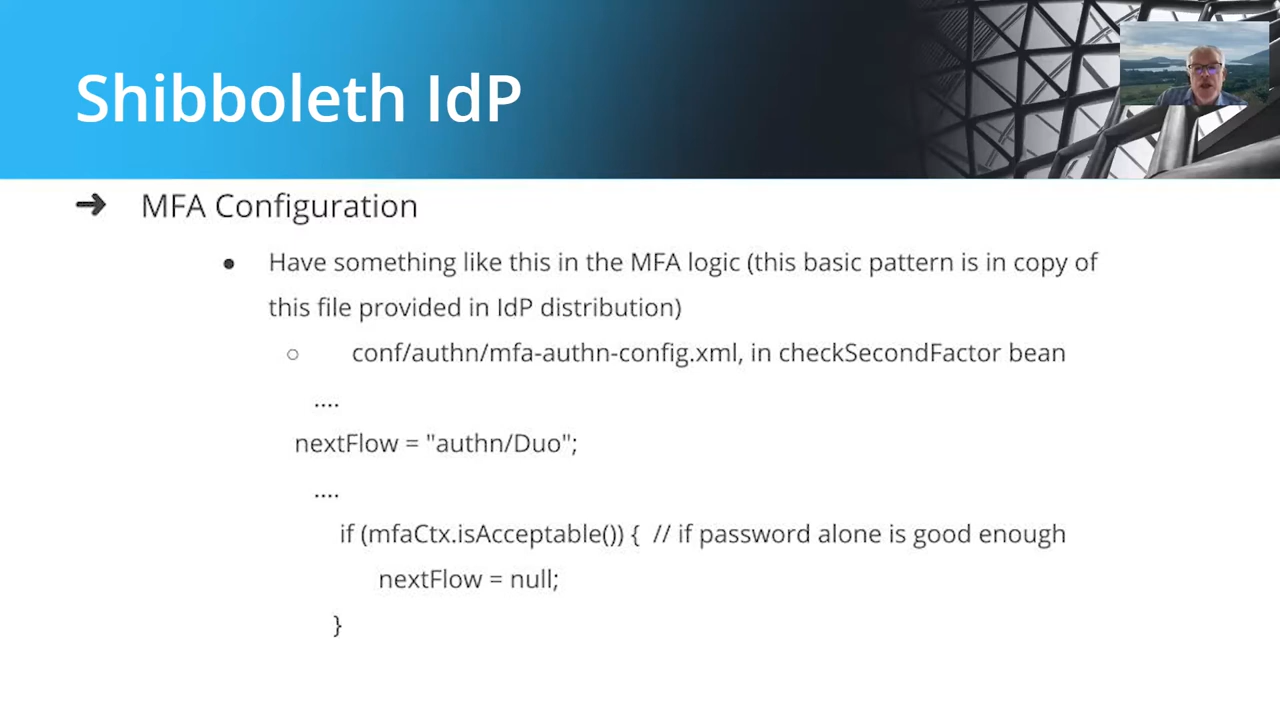 Shibboleth IdP
➔ MFA Configuration
● Have something like this in the MFA logic (this basic pattern is in copy of
this file provided in IdP distribution)
○ conf/authn/mfa-authn-config.xml, in checkSecondFactor bean
....
nextFlow = "authn/Duo";
....
if (mfaCtx.isAcceptable()) { // if password alone is good enough
nextFlow = null;
}